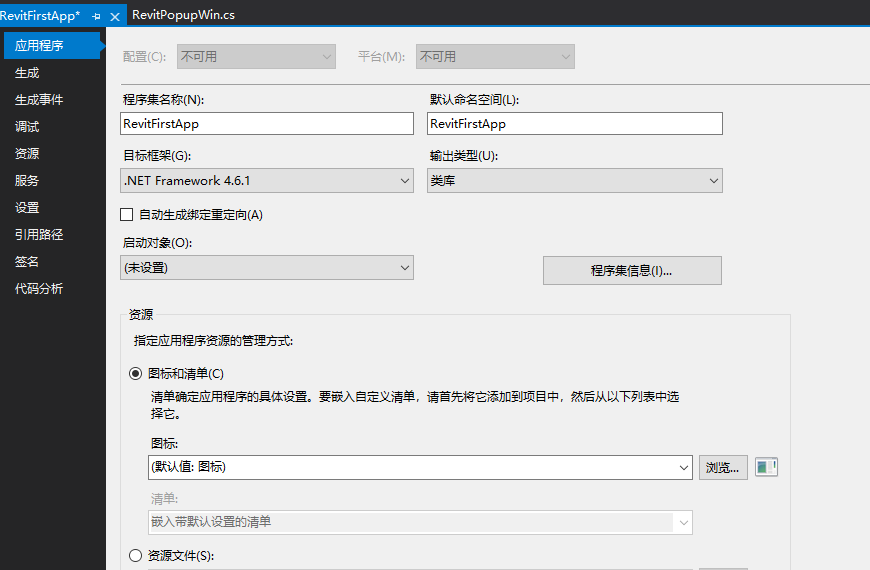 RevitFirstApp*
RevitPopupWin.cs
应用程序
生成
生成事件
调试
资源
服务
设置
引用路径
签名
代码分析
配置(C):
不可用
平台(M):
不可用
程序集名称(N):
默认命名空间(L):
RevitFirstApp
RevitFirstApp
目标框架(G):
输出类型(U):
.NET Framework 4.6.1
类库
自动生成绑定重定向(A)
启动对象(O):
(未设置)
程序集信息(I)...
资源
指定应用程序资源的管理方式:
图标和清单(C)
清单确定应用程序的具体设置。要嵌入自定义清单，请首先将它添加到项目中，然后从以下列表中选
择它。
图标:
(默认值: 图标)
浏览...
清单:
嵌入带默认设置的清单
资源文件(S):